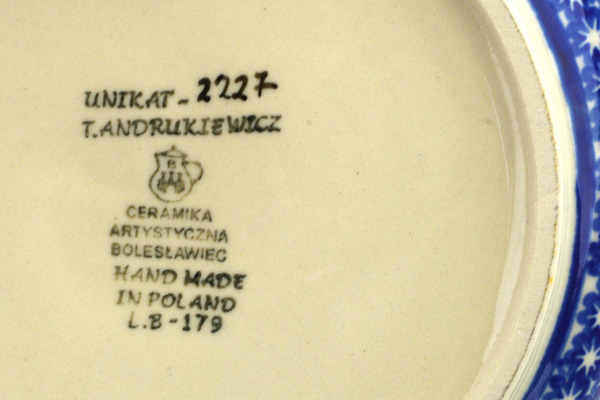 UNIKAT - 2227
T. ANDRUKIEWICZ
B
CERAMIKA
ARTYSTYCZNA
BOLESŁAWIEC
HAND MADE
IN POLAND
L.B - 179